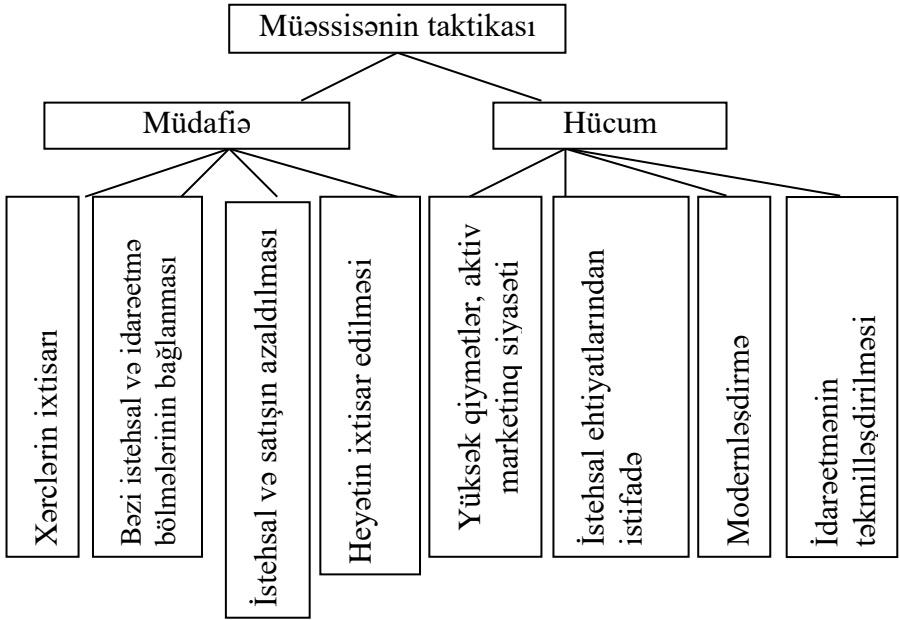 Müəssisənin taktikası
Müdafiə
Hücum
Xərclərin ixtisarı
Bəzi istehsal və idarəetmə
bölmələrinin bağlanması
İstehsal və satışın azaldılması
Heyətin ixtisar edilməsi
Yüksək qiymətlər, aktiv
marketinq siyasəti
İstehsal ehtiyatlarından
istifadə
Modernləşdirmə
İdarəetmənin
təkmilləşdirilməsi